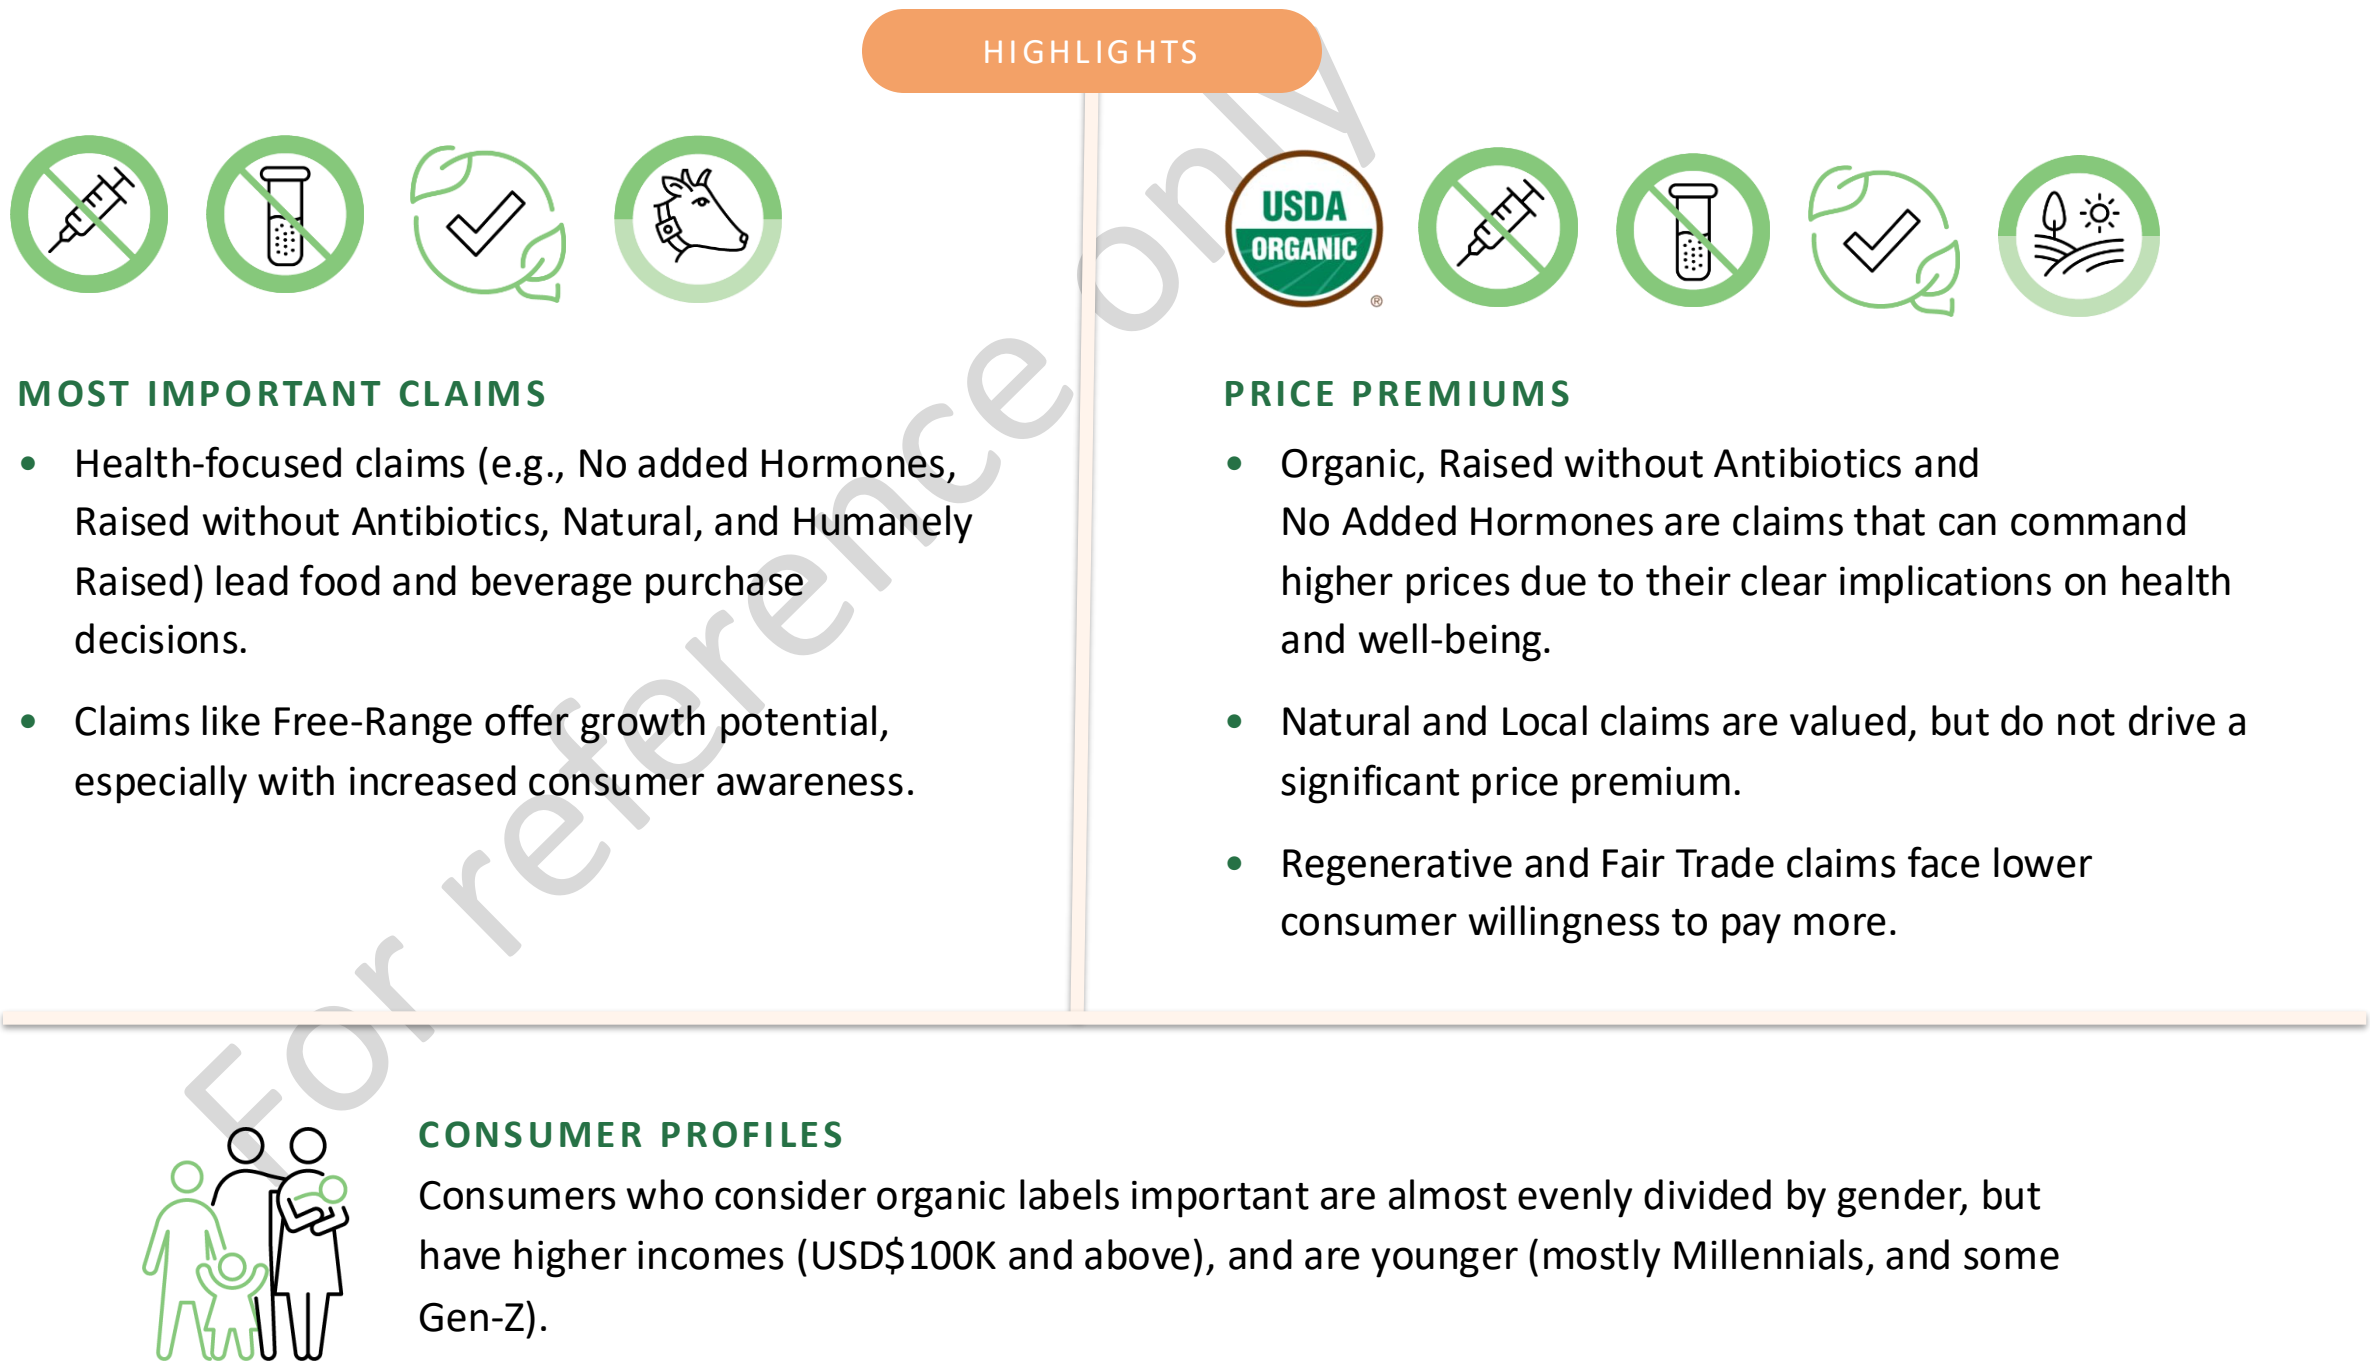 HIGHLIGHTS
USDA
ORGANIC
®
MOST IMPORTANT CLAIMS
• Health-focused claims (e.g., No added Hormones,
Raised without Antibiotics, Natural, and Humanely
Raised) lead food and beverage purchase
decisions.
• Claims like Free-Range offer growth potential,
especially with increased consumer awareness.
PRICE PREMIUMS
• Organic, Raised without Antibiotics and
No Added Hormones are claims that can command
higher prices due to their clear implications on health
and well-being.
• Natural and Local claims are valued, but do not drive a
significant price premium.
• Regenerative and Fair Trade claims face lower
consumer willingness to pay more.
CONSUMER PROFILES
Consumers who consider organic labels important are almost evenly divided by gender, but
have higher incomes (USD$100K and above), and are younger (mostly Millennials, and some
Gen-Z).
For reference only